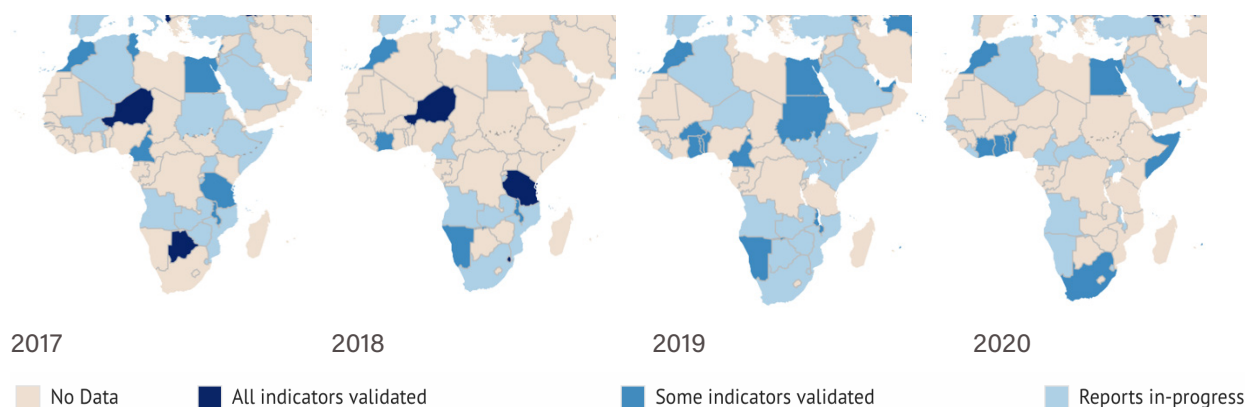 2017 2018 2019 2020
No Data All indicators validated Some indicators validated Reports in-progress